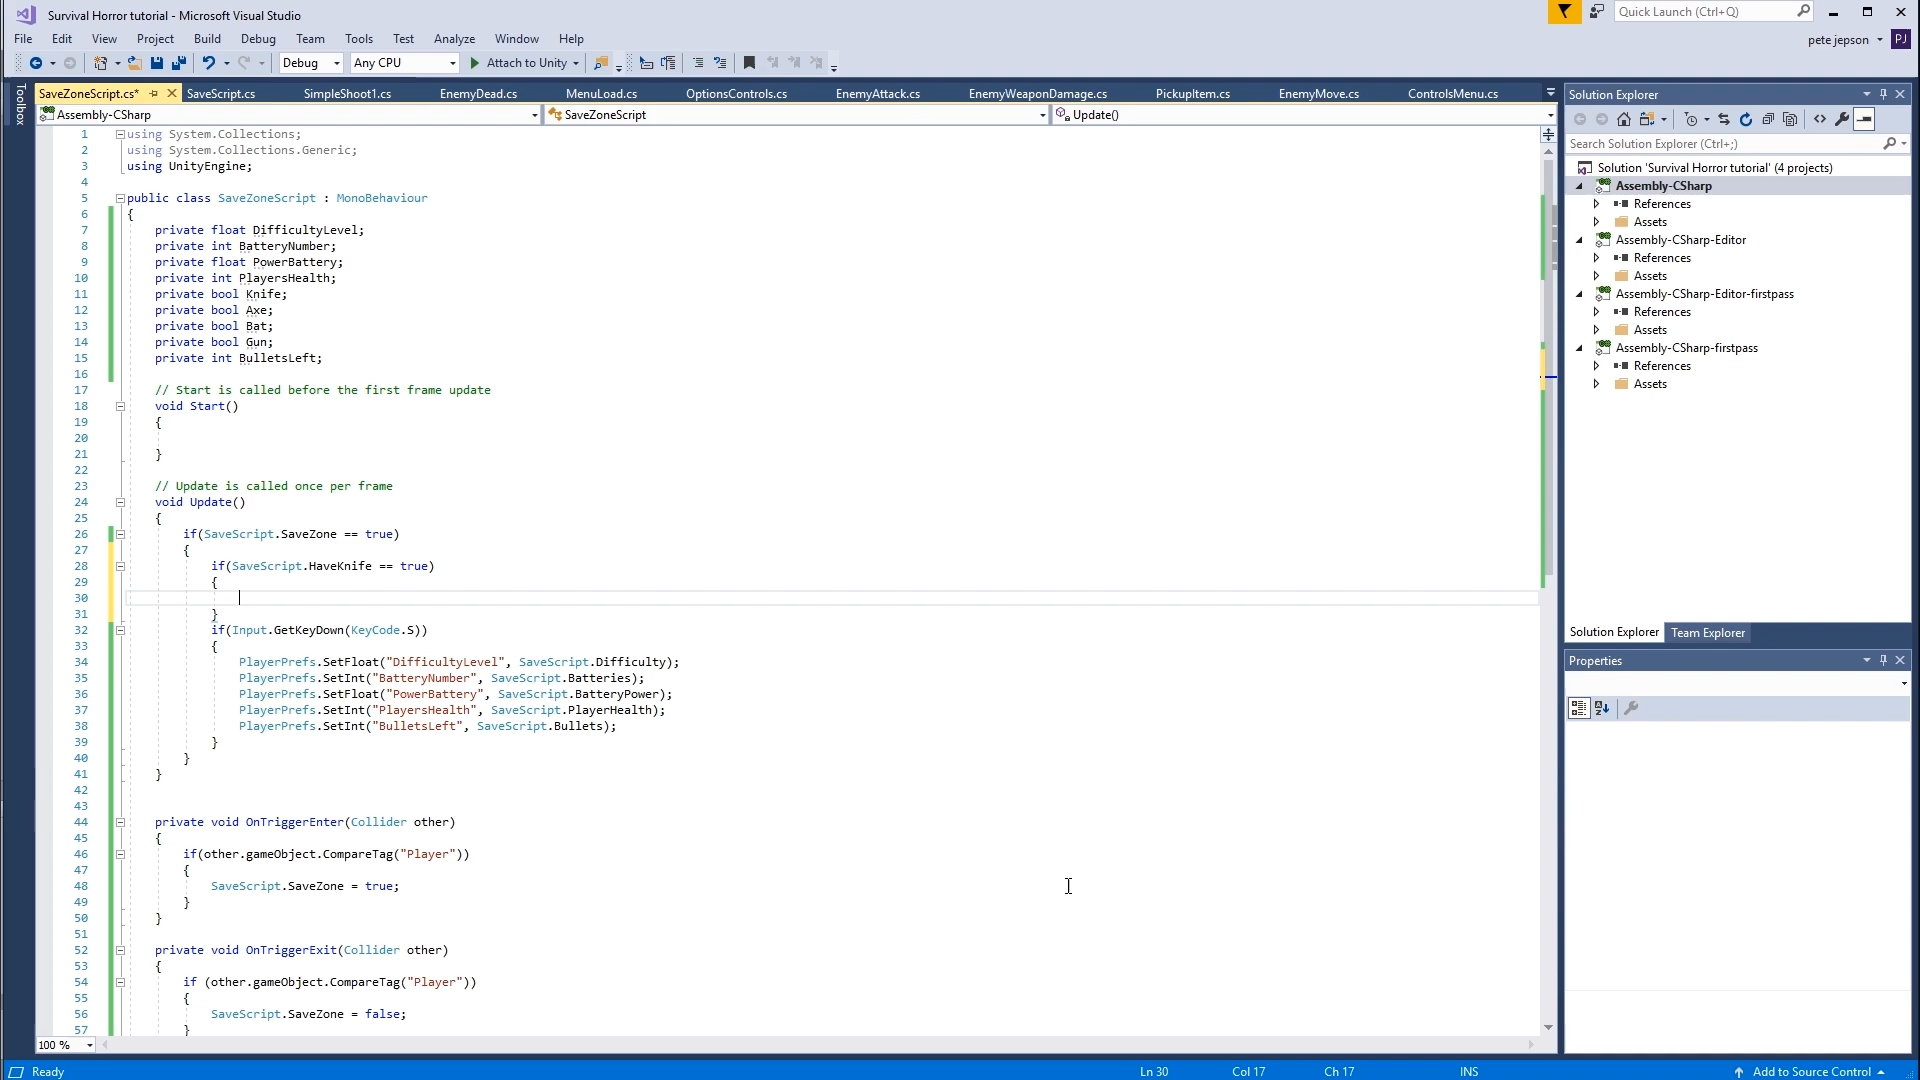 Survival Horror tutorial - Microsoft Visual Studio
Quick Launch (Ctrl+Q)
File Edit View Project Build Debug Team Tools Test Analyze Window Help
pete jepson PJ
Debug Any CPU Attach to Unity
Toolbox
SaveZoneScript.cs* SaveScript.cs SimpleShoot1.cs EnemyDead.cs MenuLoad.cs OptionsControls.cs EnemyAttack.cs EnemyWeaponDamage.cs PickupItem.cs EnemyMove.cs ControlsMenu.cs
Assembly-CSharp SaveZoneScript Update()
1 using System.Collections;
2 using System.Collections.Generic;
3 using UnityEngine;
4
5 public class SaveZoneScript : MonoBehaviour
6 {
7 private float DifficultyLevel;
8 private int BatteryNumber;
9 private float PowerBattery;
10 private int PlayersHealth;
11 private bool Knife;
12 private bool Axe;
13 private bool Bat;
14 private bool Gun;
15 private int BulletsLeft;
16
17 // Start is called before the first frame update
18 void Start()
19 {
20
21 }
22
23 // Update is called once per frame
24 void Update()
25 {
26 if(SaveScript.SaveZone == true)
27 {
28 if(SaveScript.HaveKnife == true)
29 {
30
31 }
32 if(Input.GetKeyDown(KeyCode.S))
33 {
34 PlayerPrefs.SetFloat("DifficultyLevel", SaveScript.Difficulty);
35 PlayerPrefs.SetInt("BatteryNumber", SaveScript.Batteries);
36 PlayerPrefs.SetFloat("PowerBattery", SaveScript.BatteryPower);
37 PlayerPrefs.SetInt("PlayersHealth", SaveScript.PlayerHealth);
38 PlayerPrefs.SetInt("BulletsLeft", SaveScript.Bullets);
39 }
40 }
41 }
42
43
44 private void OnTriggerEnter(Collider other)
45 {
46 if(other.gameObject.CompareTag("Player"))
47 {
48 SaveScript.SaveZone = true;
49 }
50 }
51
52 private void OnTriggerExit(Collider other)
53 {
54 if (other.gameObject.CompareTag("Player"))
55 {
56 SaveScript.SaveZone = false;
57 }
100 %
Solution Explorer
Search Solution Explorer (Ctrl+;)
Solution 'Survival Horror tutorial' (4 projects)
Assembly-CSharp
References
Assets
Assembly-CSharp-Editor
References
Assets
Assembly-CSharp-Editor-firstpass
References
Assets
Assembly-CSharp-firstpass
References
Assets
Solution Explorer Team Explorer
Properties
Ready Ln 30 Col 17 Ch 17 INS Add to Source Control